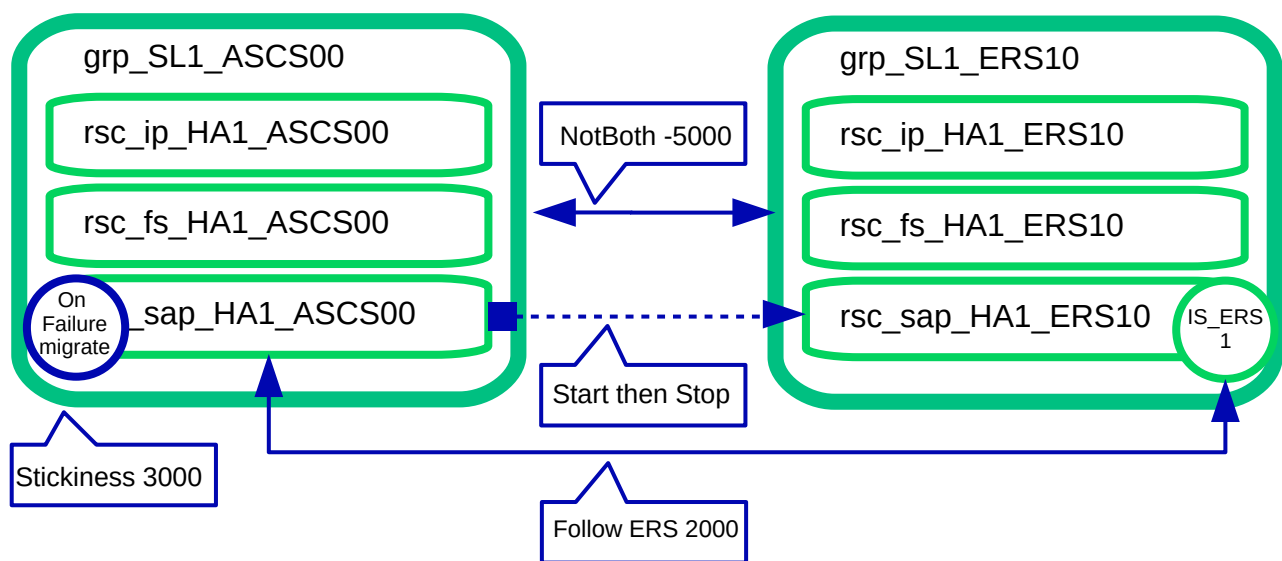 grp_SL1_ASCS00
rsc_ip_HA1_ASCS00
rsc_fs_HA1_ASCS00
On
Failure
migrate
_sap_HA1_ASCS00
Stickiness 3000
NotBoth -5000
Start then Stop
Follow ERS 2000
grp_SL1_ERS10
rsc_ip_HA1_ERS10
rsc_fs_HA1_ERS10
rsc_sap_HA1_ERS10
IS_ERS
1